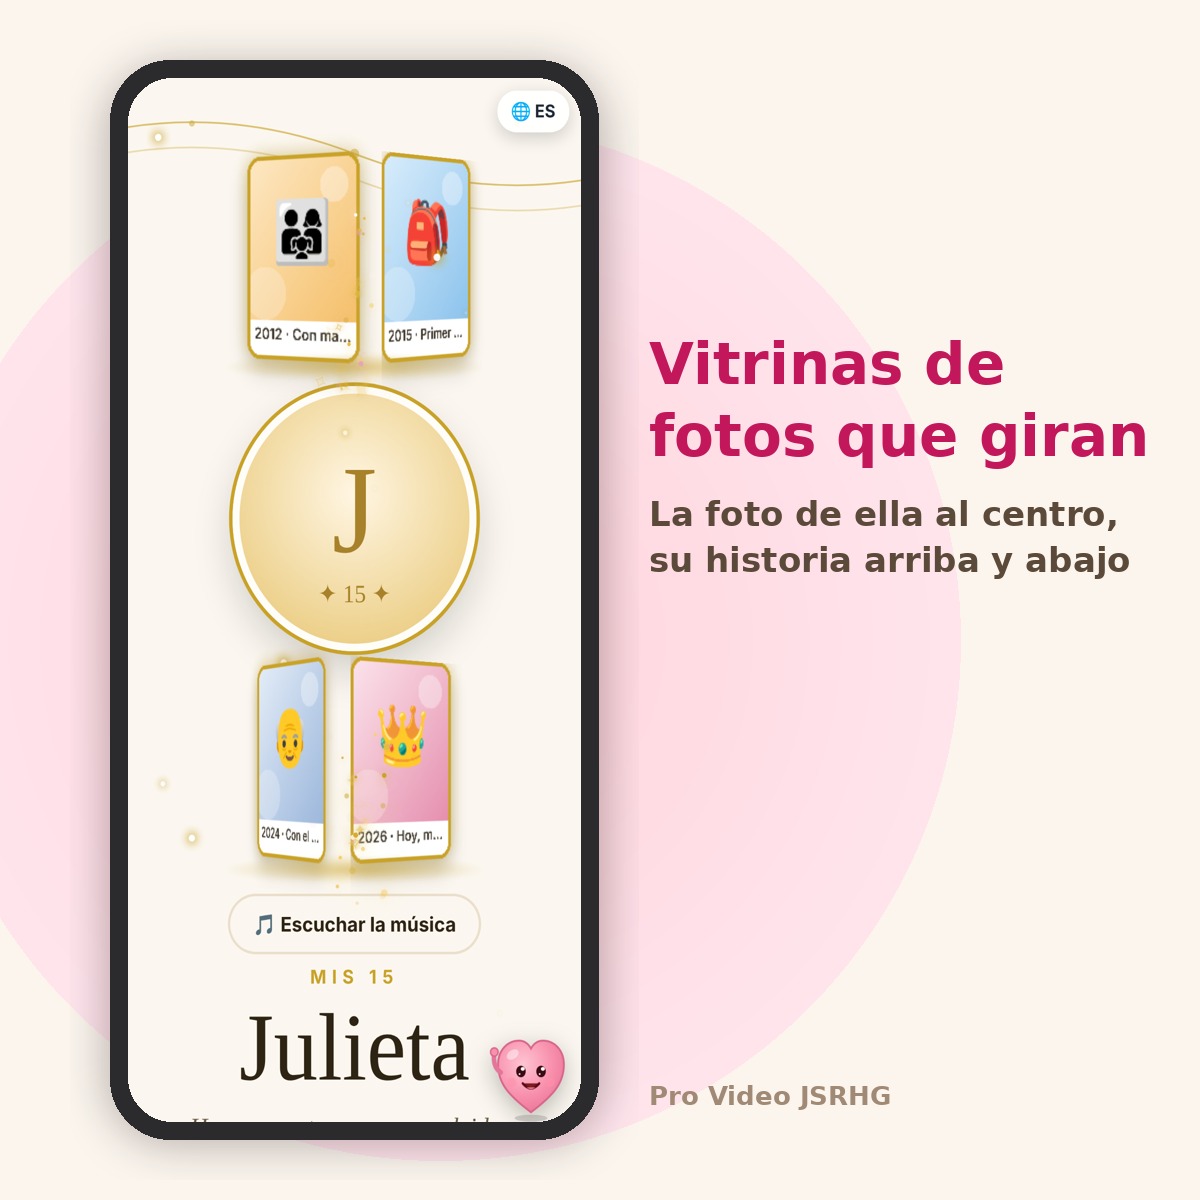 ES
2012 · Con ma...
2015 · Primer ...
J
✦ 15 ✦
2024 · Con el ...
2026 · Hoy, m...
Escuchar la música
MIS 15
Julieta
Vitrinas de
fotos que giran
La foto de ella al centro,
su historia arriba y abajo
Pro Video JSRHG